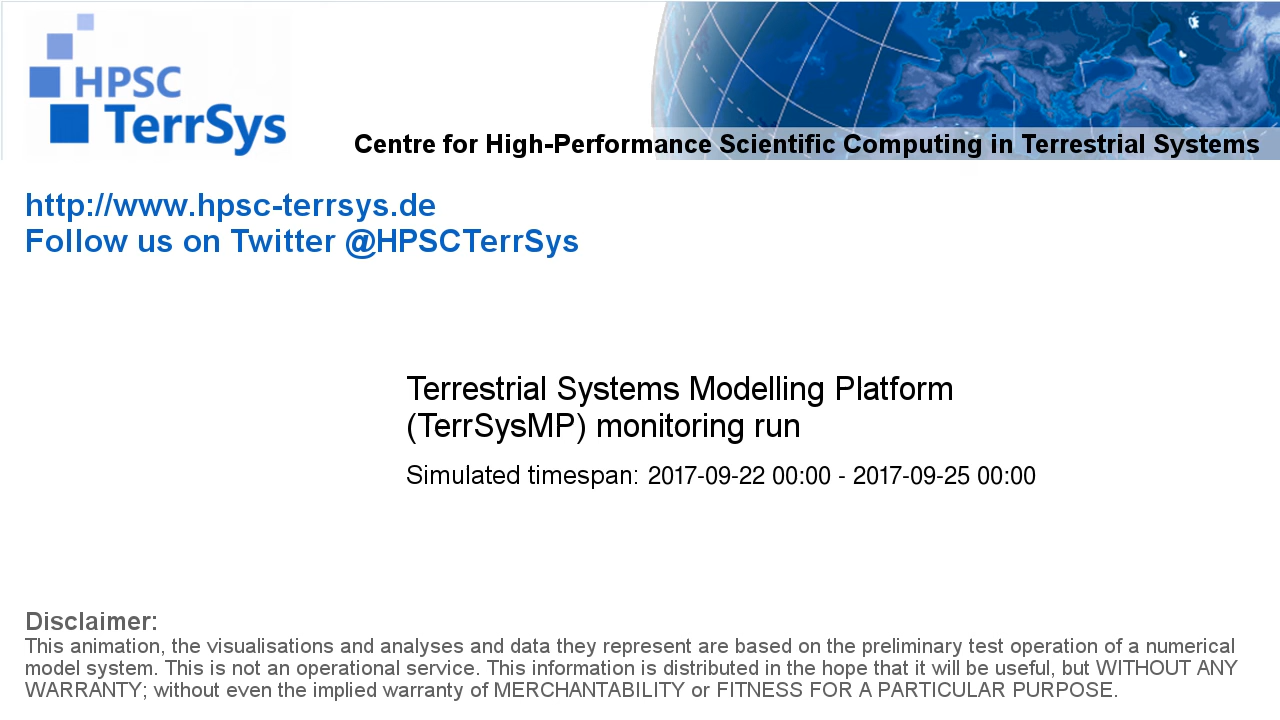 HPSC
TerrSys
Centre for High-Performance Scientific Computing in Terrestrial Systems
http://www.hpsc-terrsys.de
Follow us on Twitter @HPSCTerrSys
Terrestrial Systems Modelling Platform
(TerrSysMP) monitoring run
Simulated timespan: 2017-09-22 00:00 - 2017-09-25 00:00
Disclaimer:
This animation, the visualisations and analyses and data they represent are based on the preliminary test operation of a numerical
model system. This is not an operational service. This information is distributed in the hope that it will be useful, but WITHOUT ANY
WARRANTY; without even the implied warranty of MERCHANTABILITY or FITNESS FOR A PARTICULAR PURPOSE.